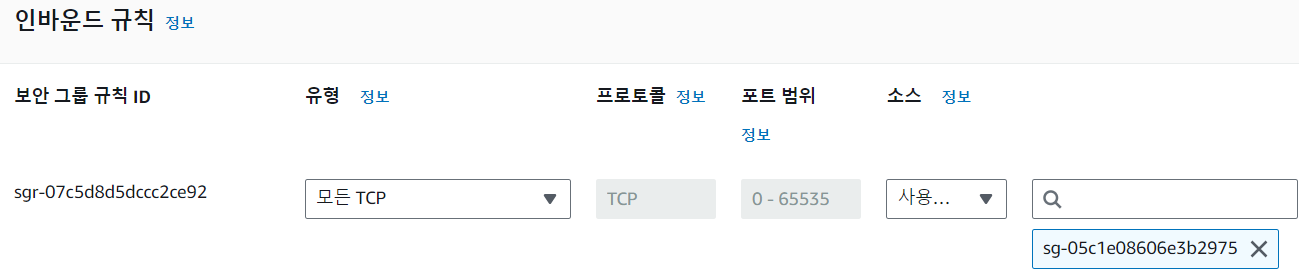 인바운드 규칙 정보
보안 그룹 규칙 ID 유형 정보 프로토콜 정보 포트 범위 정보 소스 정보
sgr-07c5d8d5dccc2ce92 모든 TCP TCP 0 - 65535 사용...
sg-05c1e08606e3b2975